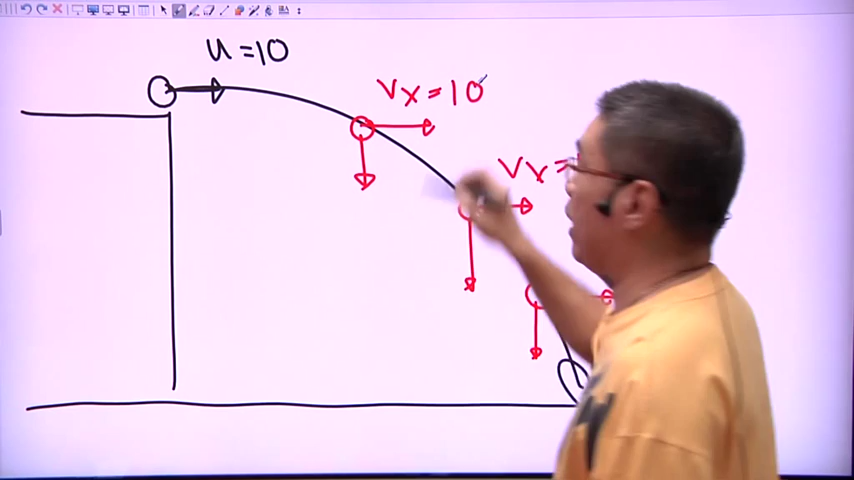 u = 10
Vx = 10
Vx =